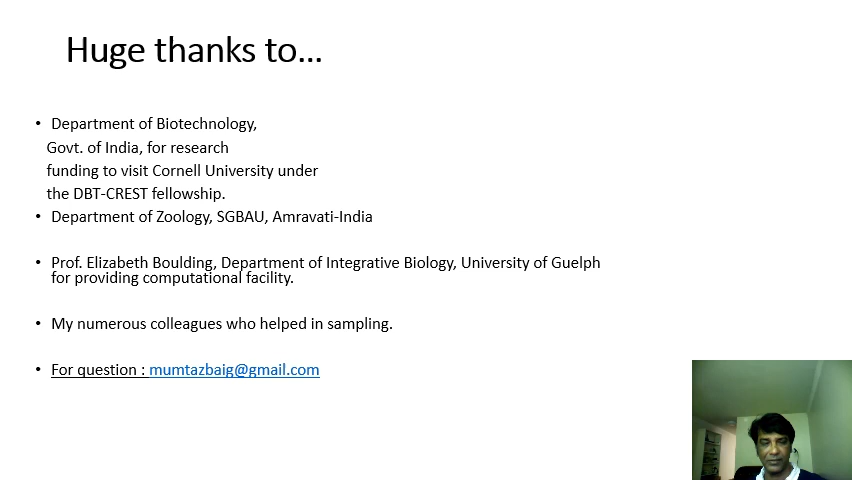 Huge thanks to…
• Department of Biotechnology,
Govt. of India, for research
funding to visit Cornell University under
the DBT-CREST fellowship.
• Department of Zoology, SGBAU, Amravati-India
• Prof. Elizabeth Boulding, Department of Integrative Biology, University of Guelph
for providing computational facility.
• My numerous colleagues who helped in sampling.
• For question : mumtazbaig@gmail.com